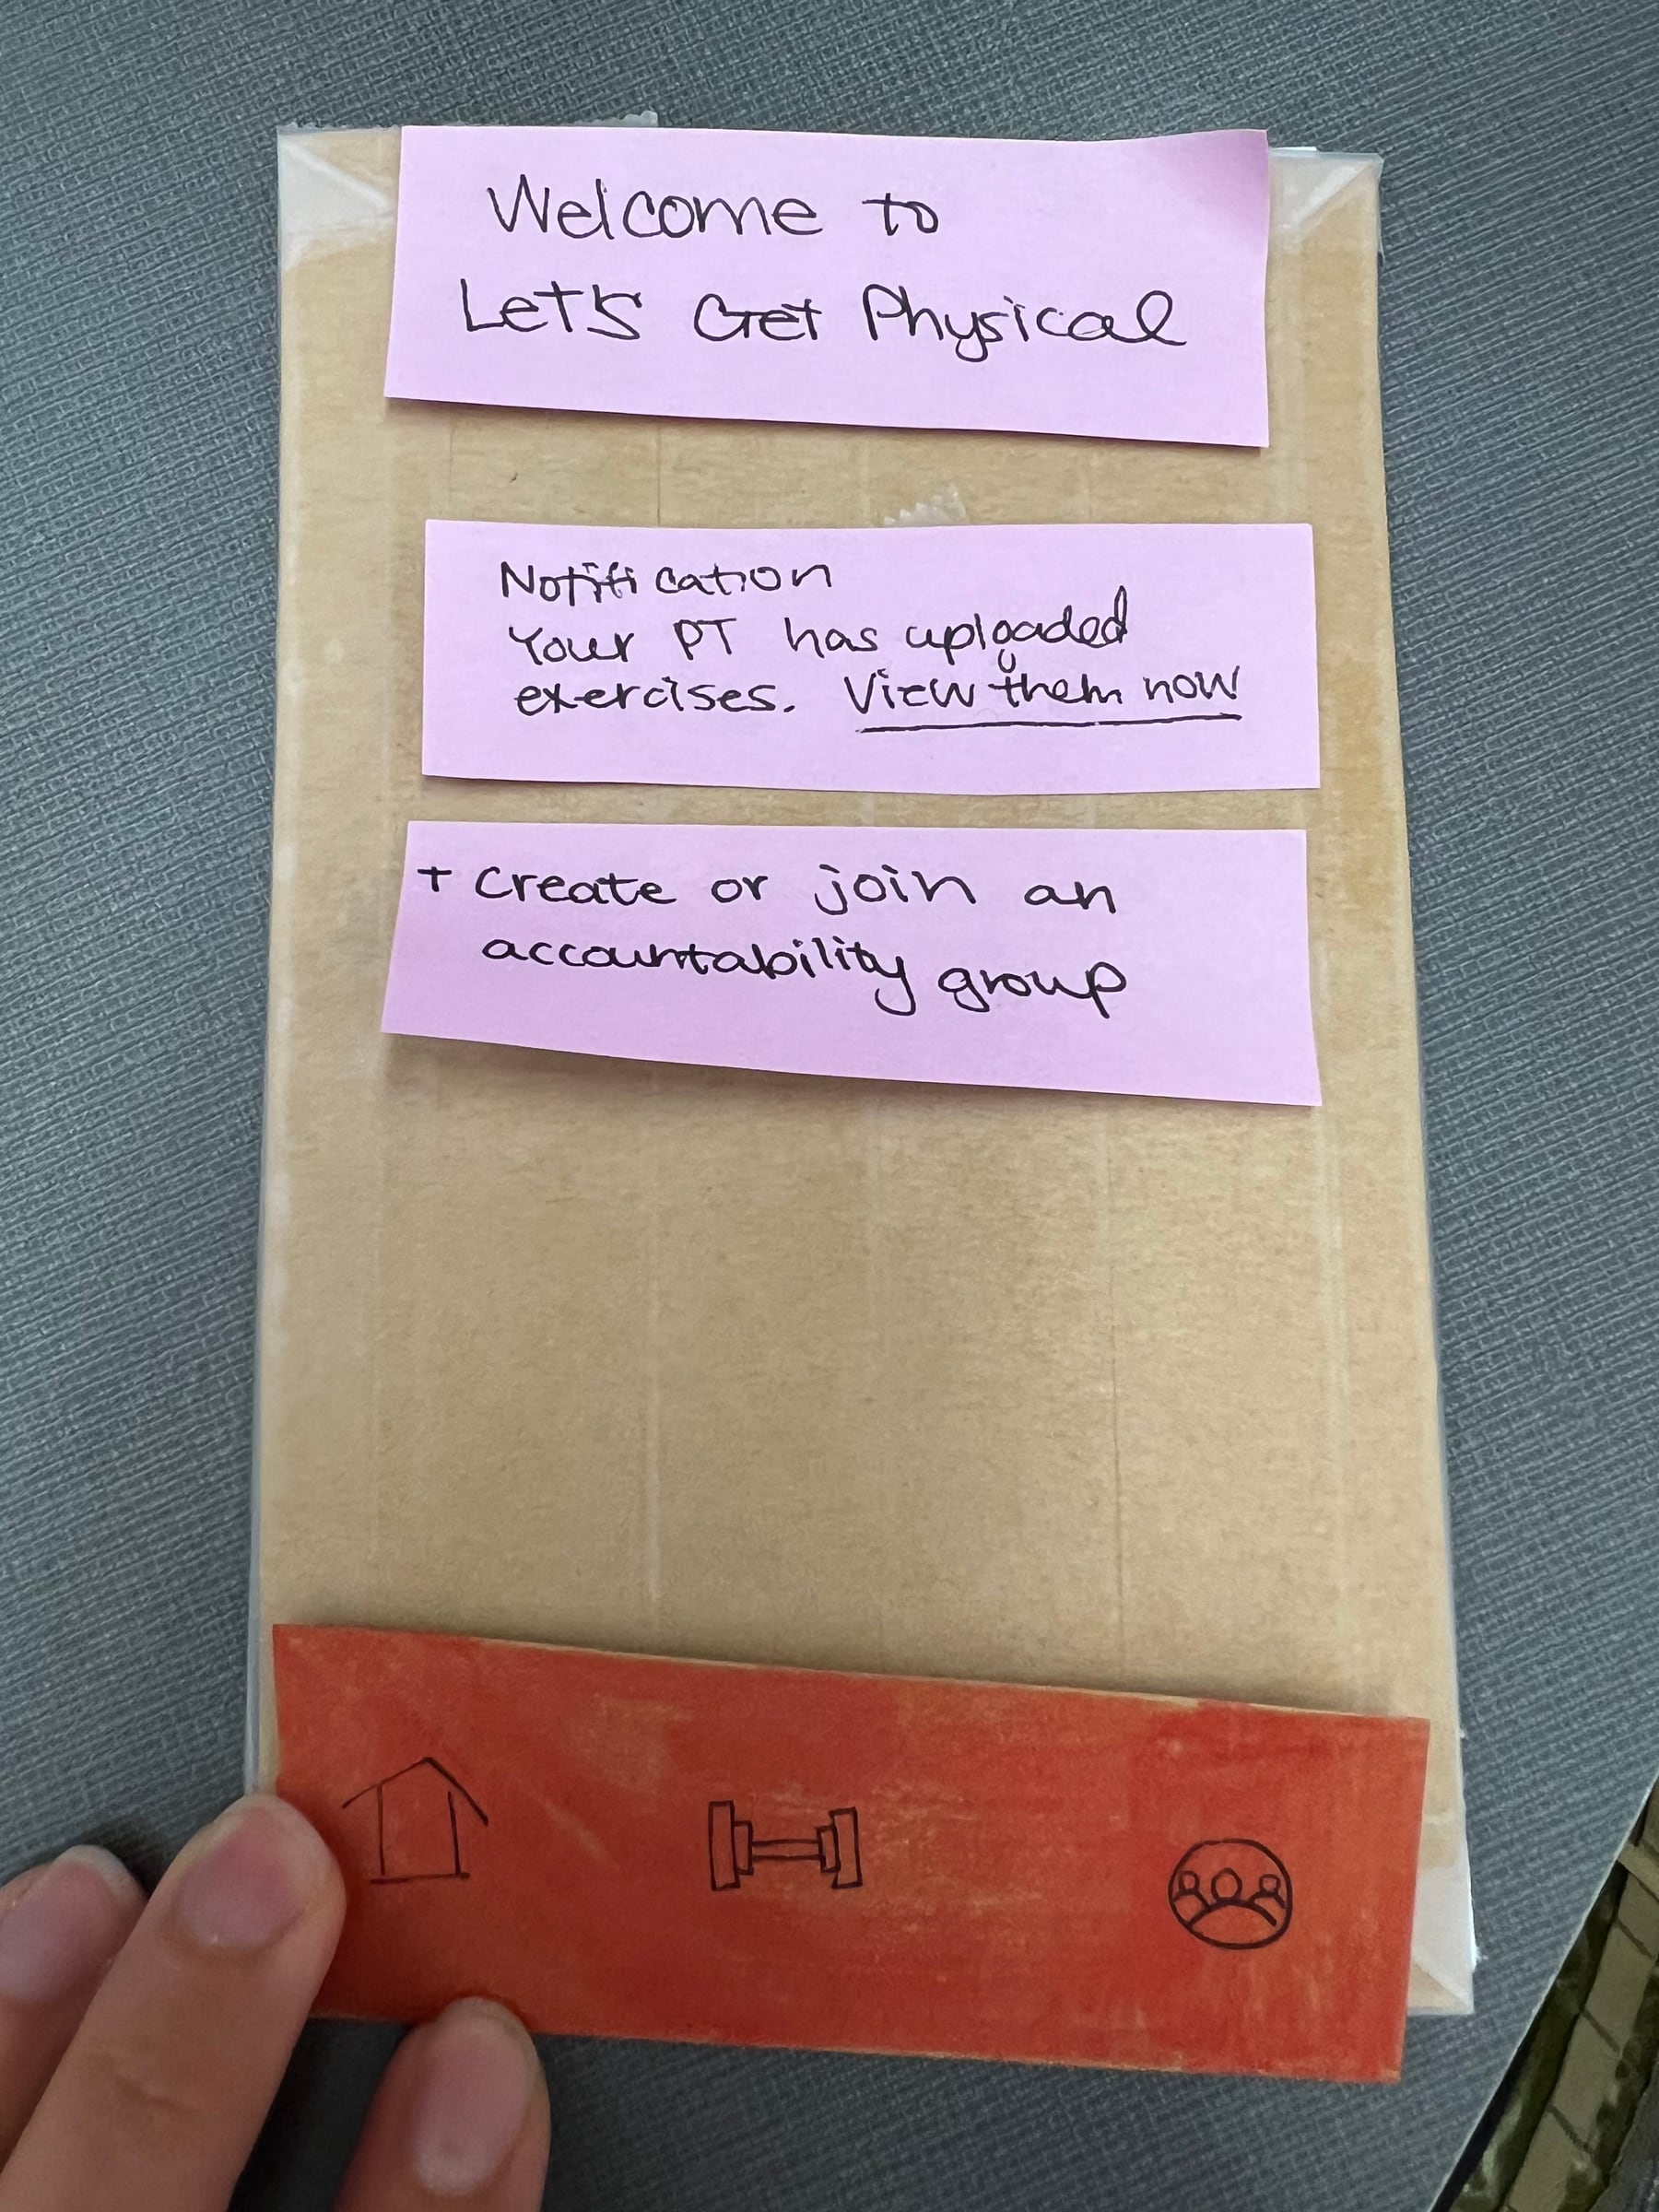 Welcome to
Let's Get Physical
Notification
Your PT has uploaded
exercises. View them now
+ Create or join an
accountability group